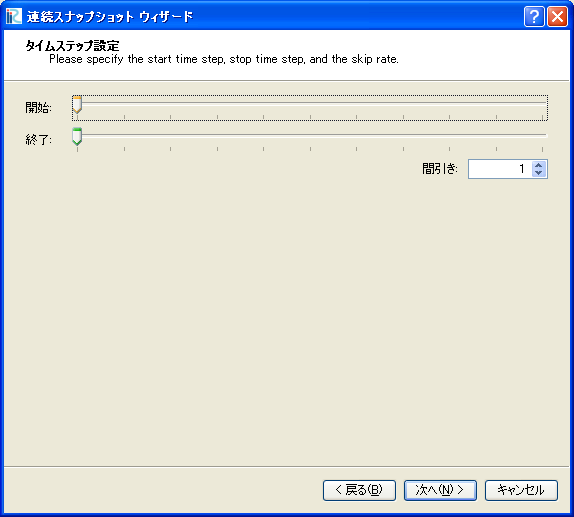 連続スナップショット ウィザード
タイムステップ設定
Please specify the start time step, stop time step, and the skip rate.
開始:
終了:
間引き: 1
< 戻る(B) 次へ(N) > キャンセル